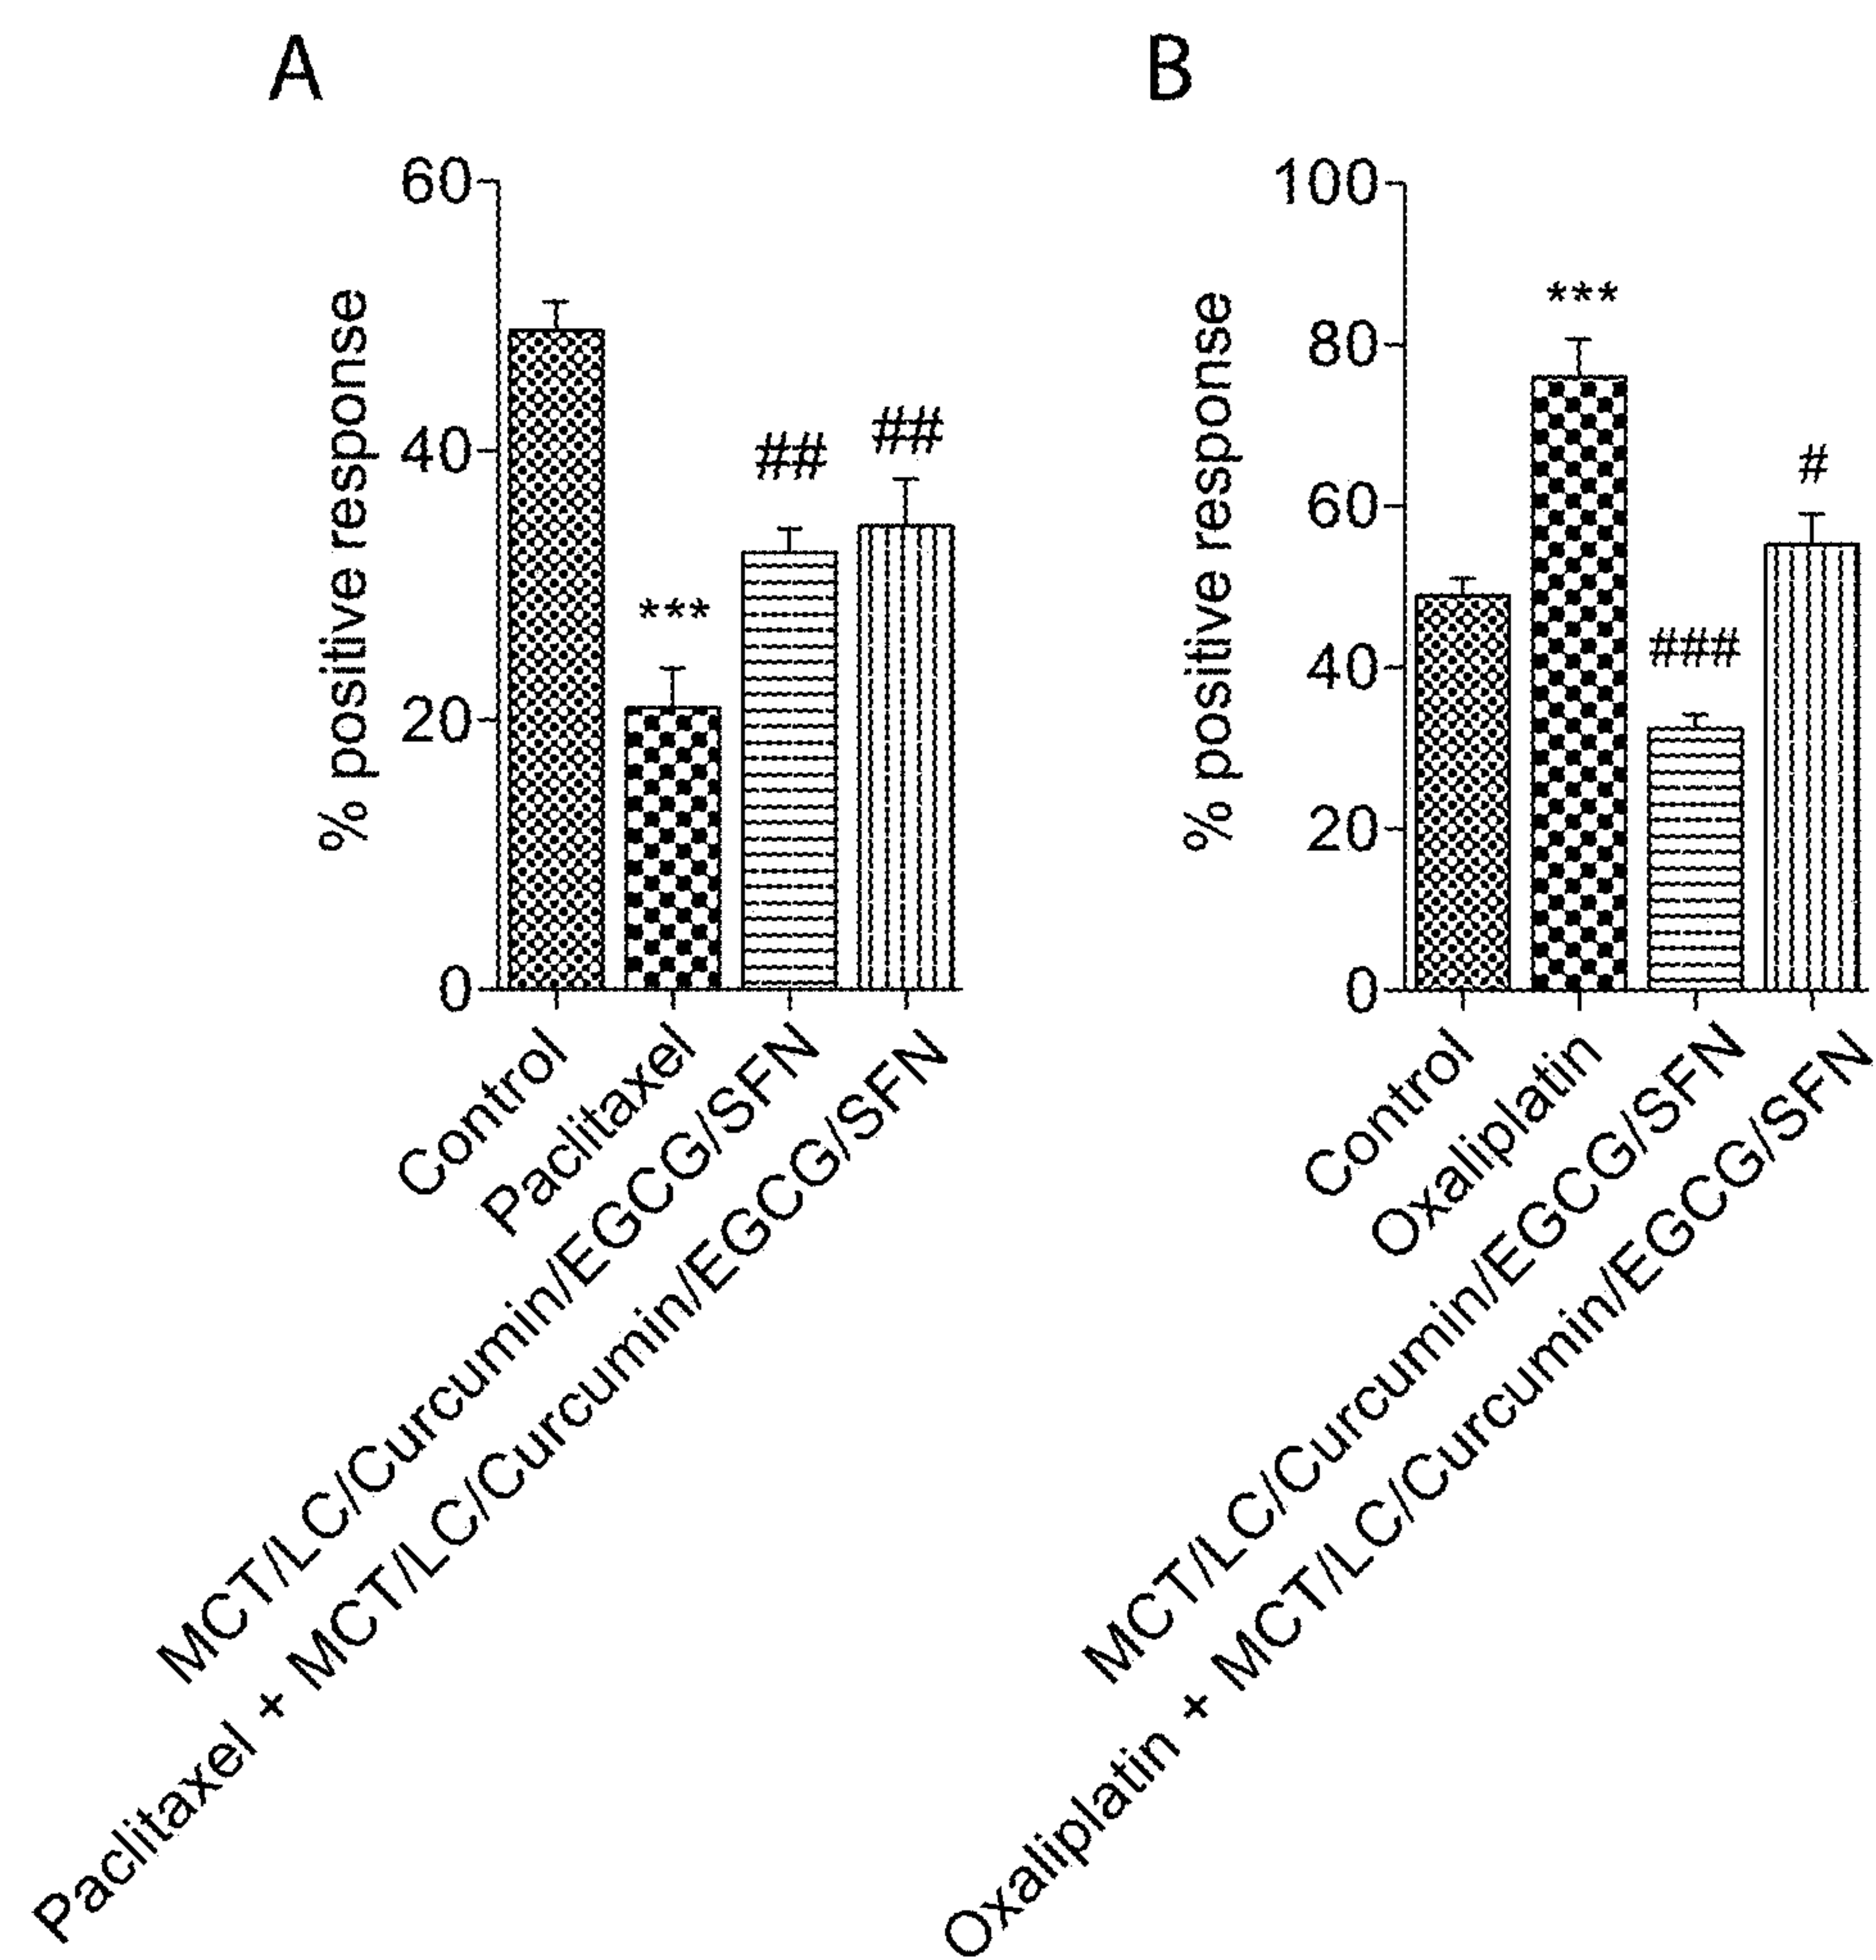 A
60
40
20
0
% positive response
***
##
##
Control
Paclitaxel
MCT/LC/Curcumin/EGCG/SFN
Paclitaxel + MCT/LC/Curcumin/EGCG/SFN
B
100
80
60
40
20
0
% positive response
***
###
#
Control
Oxaliplatin
MCT/LC/Curcumin/EGCG/SFN
Oxaliplatin + MCT/LC/Curcumin/EGCG/SFN